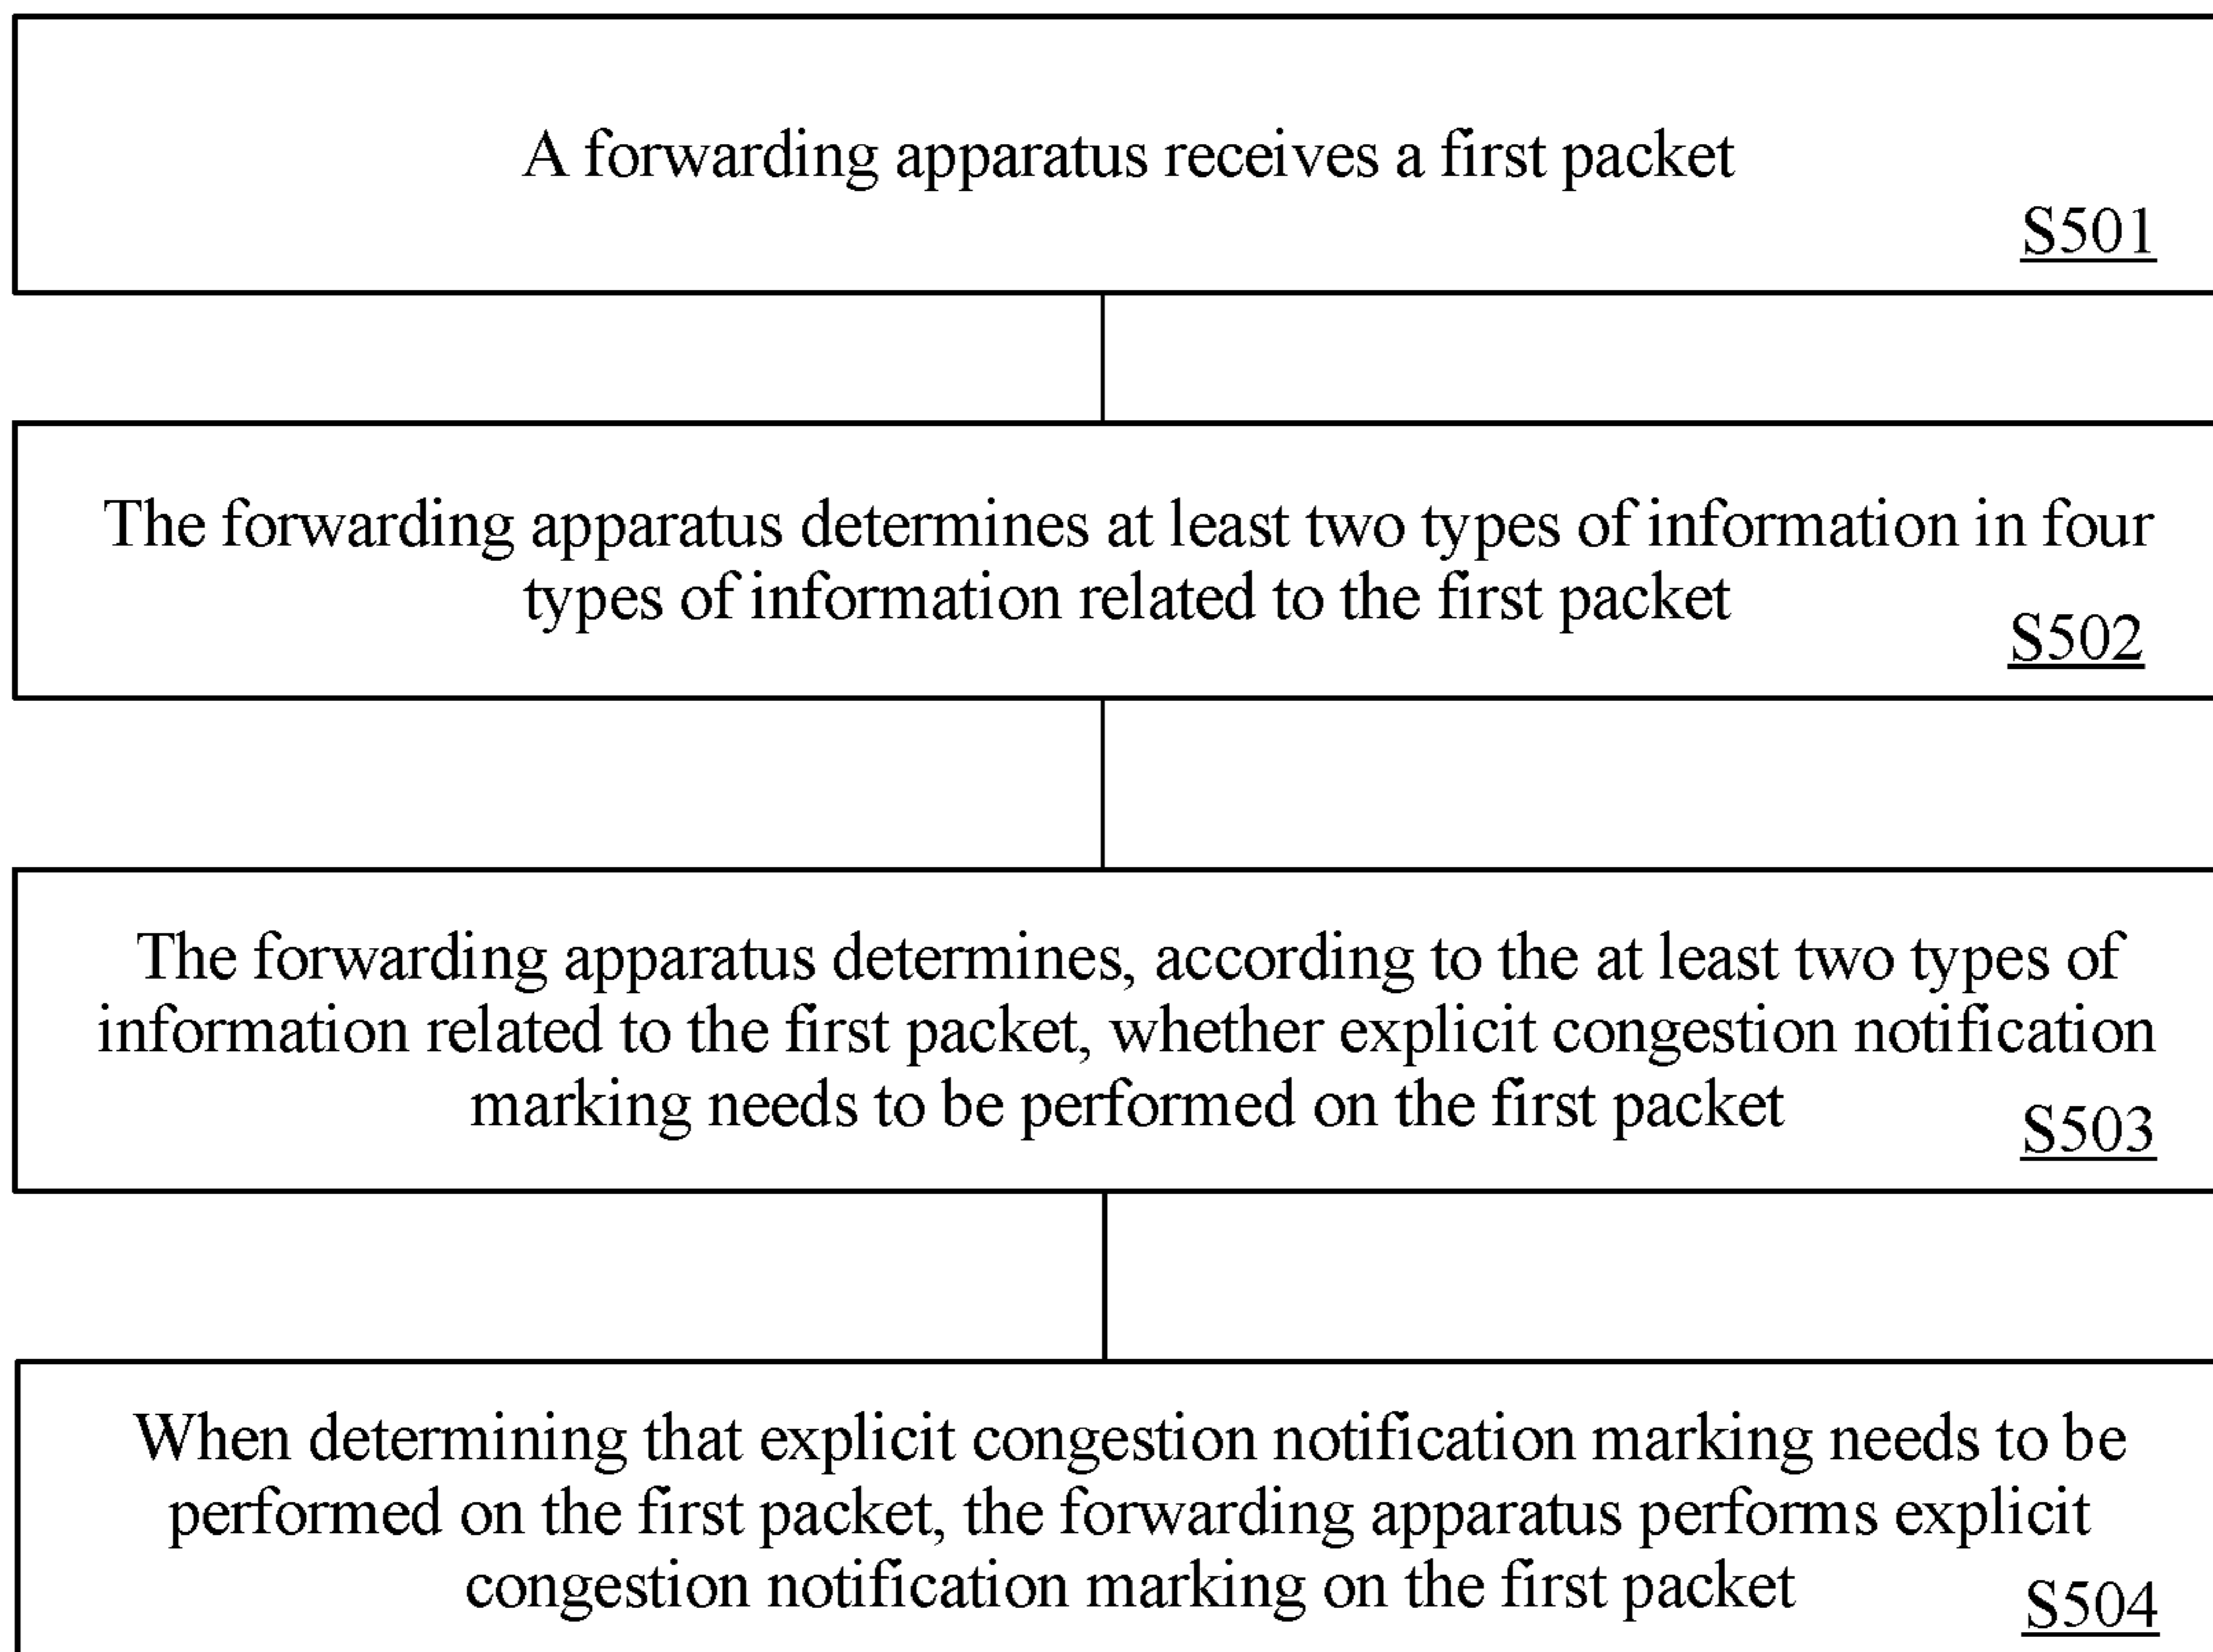 A forwarding apparatus receives a first packet
S501
The forwarding apparatus determines at least two types of information in four
types of information related to the first packet
S502
The forwarding apparatus determines, according to the at least two types of
information related to the first packet, whether explicit congestion notification
marking needs to be performed on the first packet
S503
When determining that explicit congestion notification marking needs to be
performed on the first packet, the forwarding apparatus performs explicit
congestion notification marking on the first packet
S504